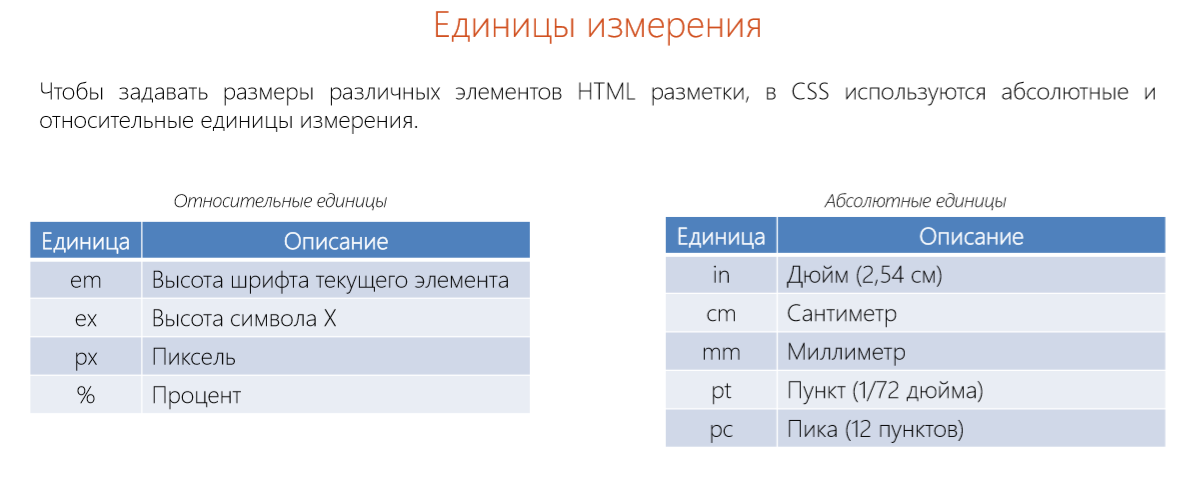 Единицы измерения
Чтобы задавать размеры различных элементов HTML разметки, в CSS используются абсолютные и
относительные единицы измерения.
Относительные единицы
Единица Описание
em Высота шрифта текущего элемента
ex Высота символа X
px Пиксель
% Процент
Абсолютные единицы
Единица Описание
in Дюйм (2,54 см)
cm Сантиметр
mm Миллиметр
pt Пункт (1/72 дюйма)
pc Пика (12 пунктов)